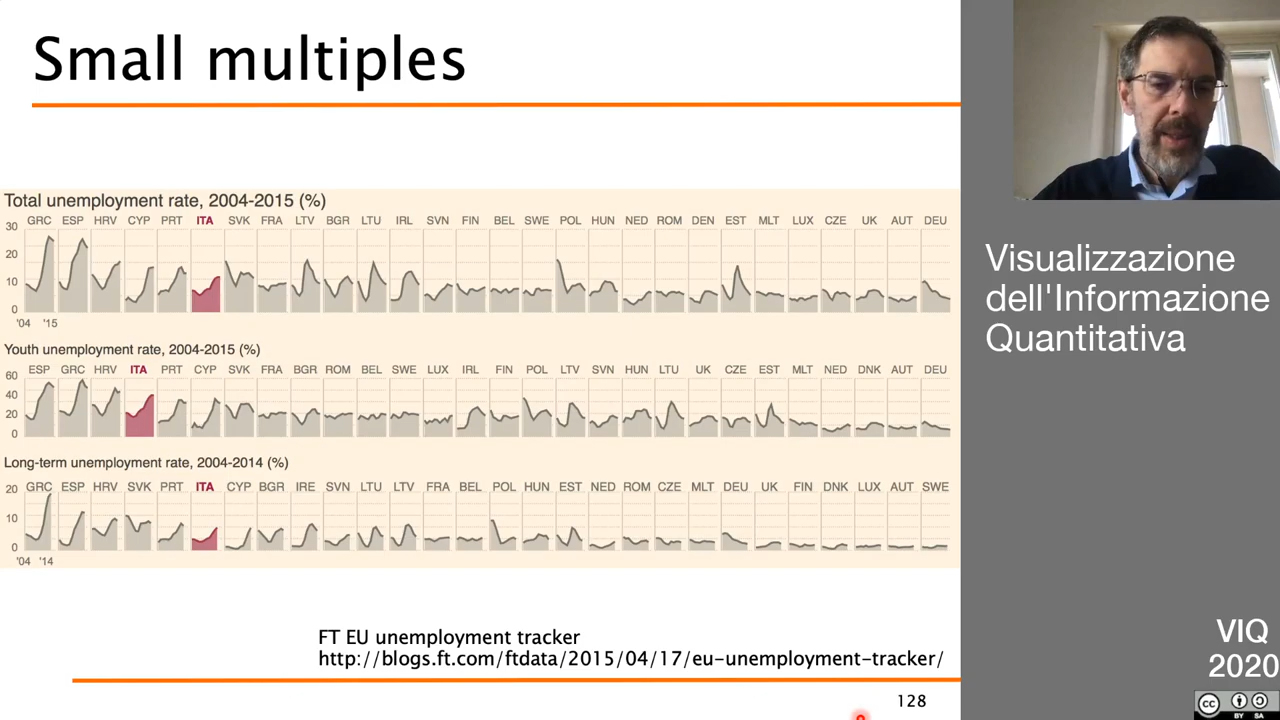 Small multiples
Total unemployment rate, 2004-2015 (%)
GRC ESP HRV CYP PRT ITA SVK FRA LTV BGR LTU IRL SVN FIN BEL SWE POL HUN NED ROM DEN EST MLT LUX CZE UK AUT DEU
30
20
10
0
'04 '15
Youth unemployment rate, 2004-2015 (%)
ESP GRC HRV ITA PRT CYP SVK FRA BGR ROM BEL SWE LUX IRL FIN POL LTV SVN HUN LTU UK CZE EST MLT NED DNK AUT DEU
60
40
20
0
Long-term unemployment rate, 2004-2014 (%)
GRC ESP HRV SVK PRT ITA CYP BGR IRE SVN LTU LTV FRA BEL POL HUN EST NED ROM CZE MLT DEU UK FIN DNK LUX AUT SWE
20
10
0
'04 '14
FT EU unemployment tracker
http://blogs.ft.com/ftdata/2015/04/17/eu-unemployment-tracker/
128
Visualizzazione
dell'Informazione
Quantitativa
VIQ
2020
CC
BY SA